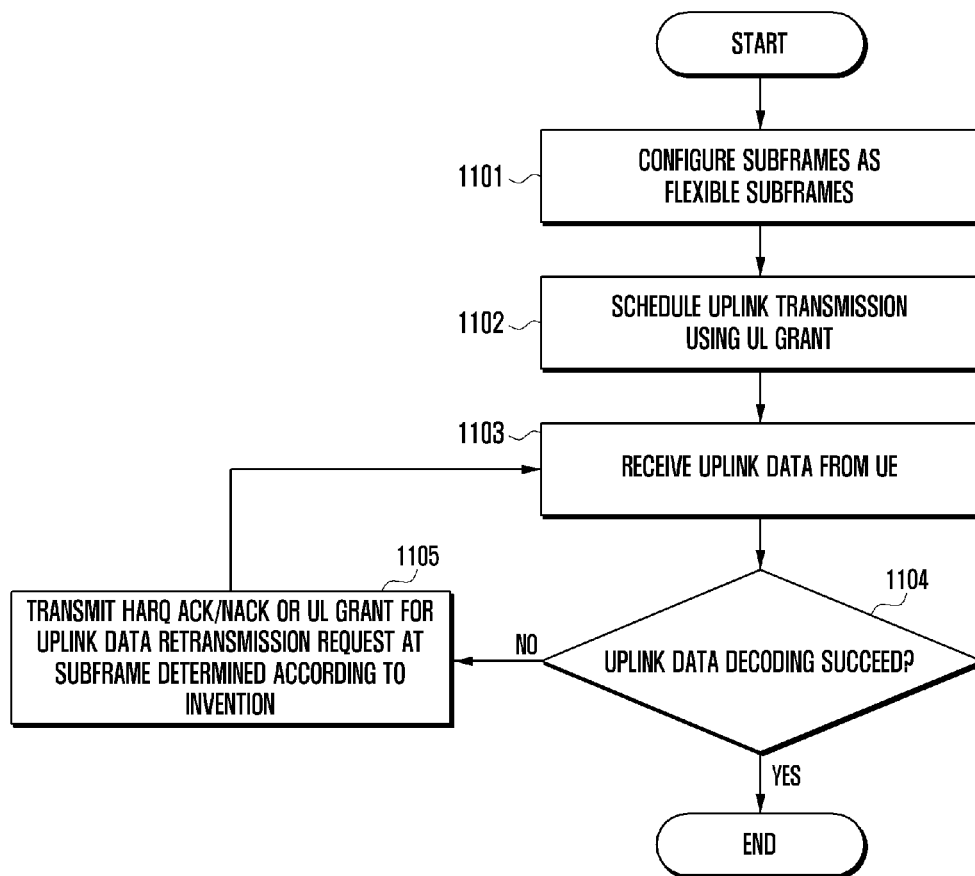 START
1101
CONFIGURE SUBFRAMES AS
FLEXIBLE SUBFRAMES
1102
SCHEDULE UPLINK TRANSMISSION
USING UL GRANT
1103
RECEIVE UPLINK DATA FROM UE
1104
UPLINK DATA DECODING SUCCEED?
NO
1105
TRANSMIT HARQ ACK/NACK OR UL GRANT FOR
UPLINK DATA RETRANSMISSION REQUEST AT
SUBFRAME DETERMINED ACCORDING TO
INVENTION
YES
END